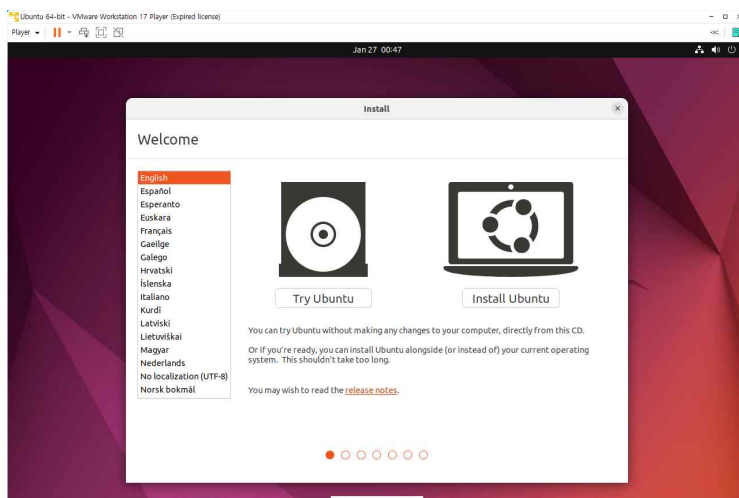 Ubuntu 64-bit - VMware Workstation 17 Player (Expired license)
Player
Jan 27 00:47
Install
Welcome
English
Español
Esperanto
Euskara
Français
Gaeilge
Galego
Hrvatski
Íslenska
Italiano
Kurdî
Latviski
Lietuviškai
Magyar
Nederlands
No localization (UTF-8)
Norsk bokmål
Try Ubuntu
Install Ubuntu
You can try Ubuntu without making any changes to your computer, directly from this CD.
Or if you're ready, you can install Ubuntu alongside (or instead of) your current operating
system. This shouldn't take too long.
You may wish to read the release notes.